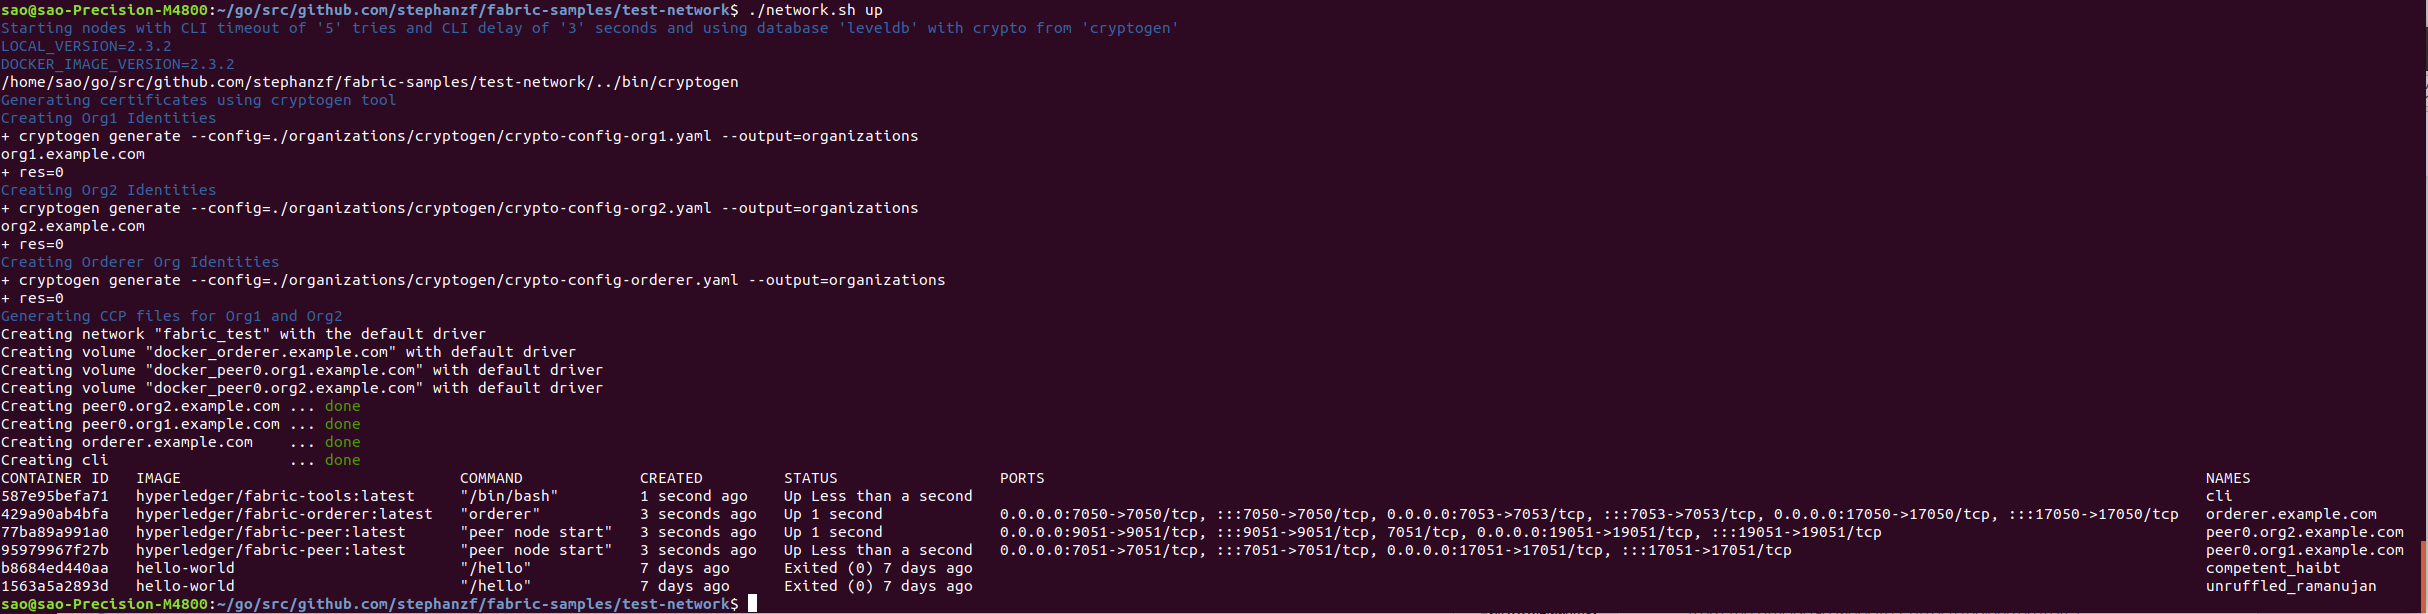 sao@sao-Precision-M4800:~/go/src/github.com/stephanzf/fabric-samples/test-network$ ./network.sh up
Starting nodes with CLI timeout of '5' tries and CLI delay of '3' seconds and using database 'leveldb' with crypto from 'cryptogen'
LOCAL_VERSION=2.3.2
DOCKER_IMAGE_VERSION=2.3.2
/home/sao/go/src/github.com/stephanzf/fabric-samples/test-network/../bin/cryptogen
Generating certificates using cryptogen tool
Creating Org1 Identities
+ cryptogen generate --config=./organizations/cryptogen/crypto-config-org1.yaml --output=organizations
org1.example.com
+ res=0
Creating Org2 Identities
+ cryptogen generate --config=./organizations/cryptogen/crypto-config-org2.yaml --output=organizations
org2.example.com
+ res=0
Creating Orderer Org Identities
+ cryptogen generate --config=./organizations/cryptogen/crypto-config-orderer.yaml --output=organizations
+ res=0
Generating CCP files for Org1 and Org2
Creating network "fabric_test" with the default driver
Creating volume "docker_orderer.example.com" with default driver
Creating volume "docker_peer0.org1.example.com" with default driver
Creating volume "docker_peer0.org2.example.com" with default driver
Creating peer0.org2.example.com ... done
Creating peer0.org1.example.com ... done
Creating orderer.example.com    ... done
Creating cli                    ... done
CONTAINER ID   IMAGE                               COMMAND             CREATED         STATUS                  PORTS                                                                                                                                NAMES
587e95befa71   hyperledger/fabric-tools:latest     "/bin/bash"         1 second ago    Up Less than a second                                                                                                                                        cli
429a90ab4bfa   hyperledger/fabric-orderer:latest   "orderer"           3 seconds ago   Up 1 second             0.0.0.0:7050->7050/tcp, :::7050->7050/tcp, 0.0.0.0:7053->7053/tcp, :::7053->7053/tcp, 0.0.0.0:17050->17050/tcp, :::17050->17050/tcp   orderer.example.com
77ba89a991a0   hyperledger/fabric-peer:latest      "peer node start"   3 seconds ago   Up 1 second             0.0.0.0:9051->9051/tcp, :::9051->9051/tcp, 7051/tcp, 0.0.0.0:19051->19051/tcp, :::19051->19051/tcp                                    peer0.org2.example.com
95979967f27b   hyperledger/fabric-peer:latest      "peer node start"   3 seconds ago   Up Less than a second   0.0.0.0:7051->7051/tcp, :::7051->7051/tcp, 0.0.0.0:17051->17051/tcp, :::17051->17051/tcp                                              peer0.org1.example.com
b8684ed440aa   hello-world                         "/hello"            7 days ago      Exited (0) 7 days ago                                                                                                                                        competent_haibt
1563a5a2893d   hello-world                         "/hello"            7 days ago      Exited (0) 7 days ago                                                                                                                                        unruffled_ramanujan
sao@sao-Precision-M4800:~/go/src/github.com/stephanzf/fabric-samples/test-network$